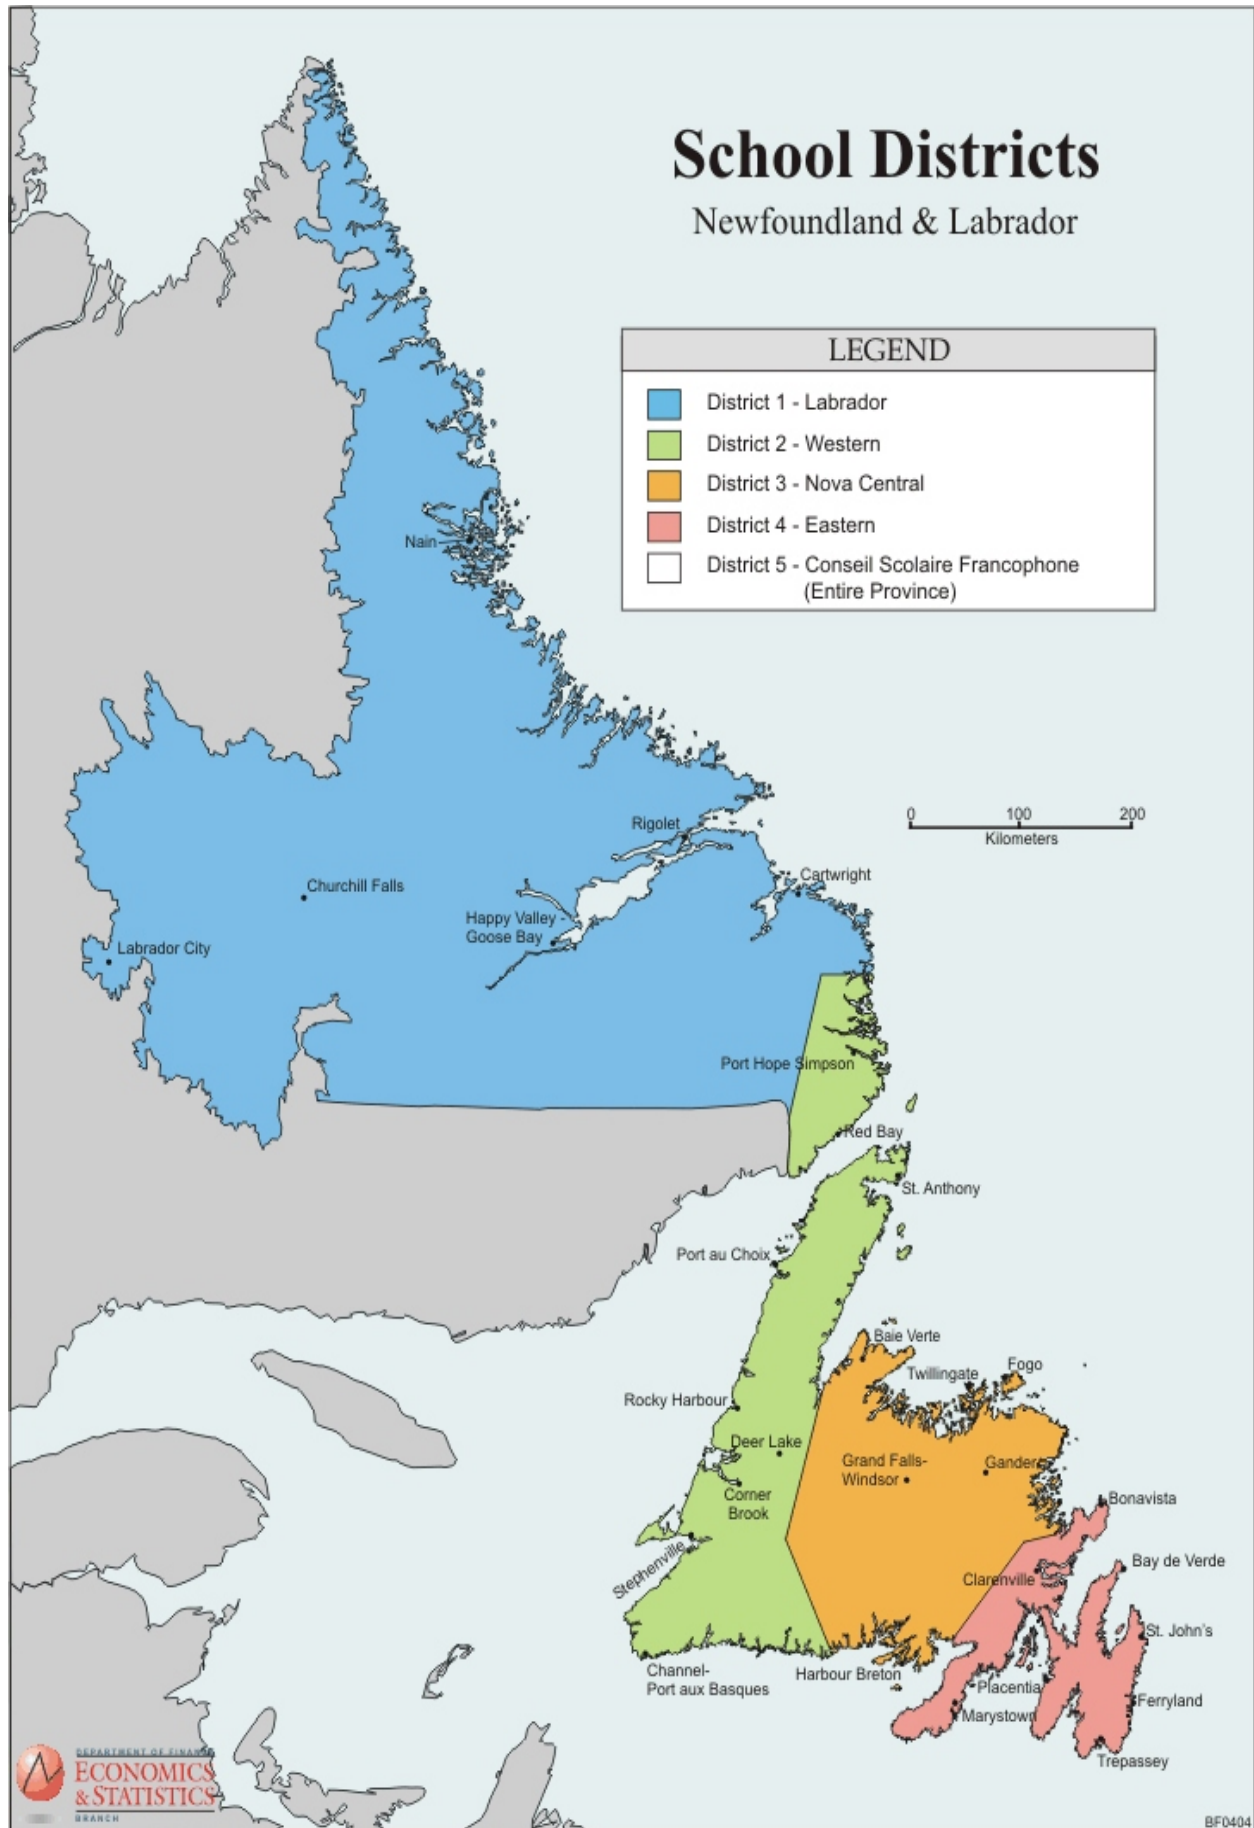 School Districts
Newfoundland & Labrador
LEGEND
District 1 - Labrador
District 2 - Western
District 3 - Nova Central
District 4 - Eastern
District 5 - Conseil Scolaire Francophone
(Entire Province)
Nain
0 100 200
Kilometers
Rigolet
Cartwright
Churchill Falls
Happy Valley -
Goose Bay
Labrador City
Port Hope Simpson
Red Bay
St. Anthony
Port au Choix
Baie Verte
Twillingate
Fogo
Rocky Harbour
Deer Lake
Grand Falls-
Windsor
Gander
Corner
Brook
Bonavista
Stephenville
Clarenville
Bay de Verde
St. John's
Channel-
Port aux Basques
Harbour Breton
Placentia
Marystown
Ferryland
Trepassey
DEPARTMENT OF FINANCE
ECONOMICS
& STATISTICS
BRANCH
BF0404